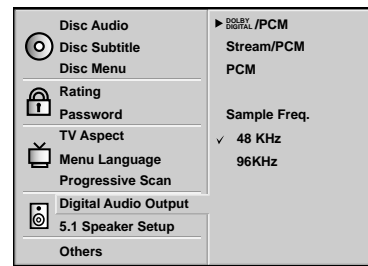 Disc Audio
Disc Subtitle
Disc Menu
Rating
Password
TV Aspect
Menu Language
Progressive Scan
Digital Audio Output
5.1 Speaker Setup
Others
DOLBY DIGITAL /PCM
Stream/PCM
PCM
Sample Freq.
✓ 48 KHz
96KHz